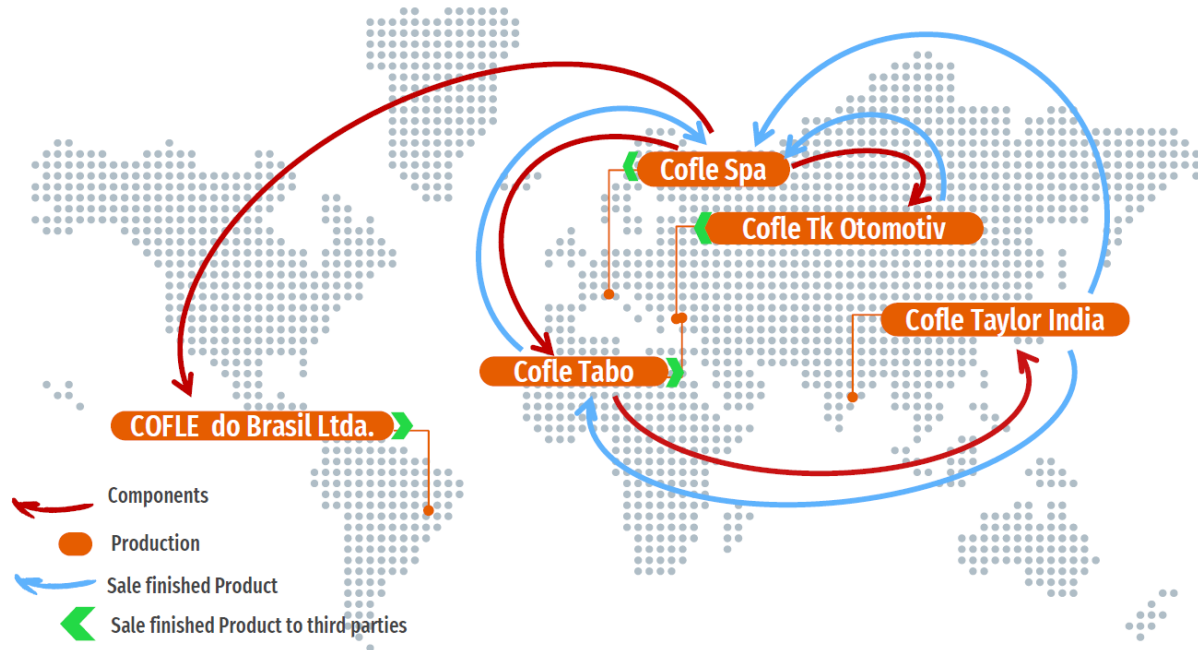 Cofle Spa
Cofle Tk Otomotiv
Cofle Taylor India
Cofle Tabo
COFLE do Brasil Ltda.
Components
Production
Sale finished Product
Sale finished Product to third parties